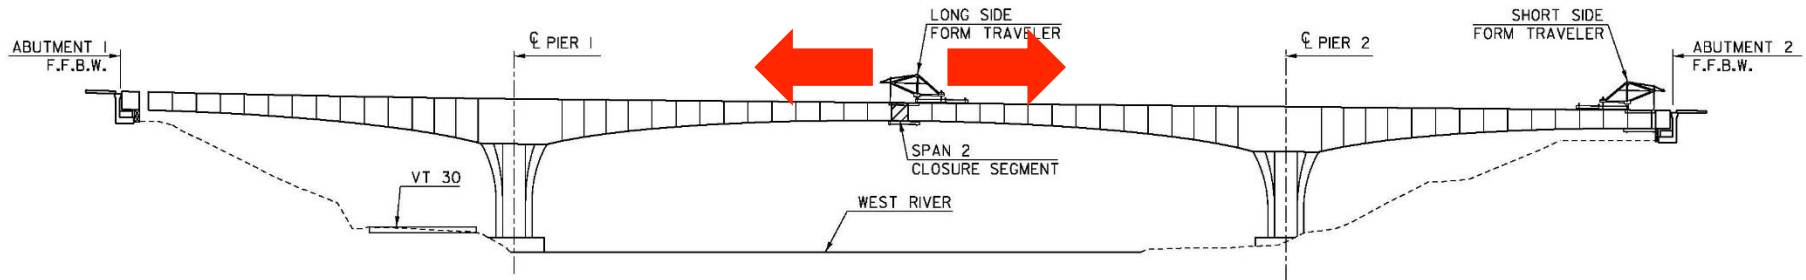 LONG SIDE
FORM TRAVELER
SHORT SIDE
FORM TRAVELER
ABUTMENT 1
F.F.B.W.
℄ PIER 1
℄ PIER 2
ABUTMENT 2
F.F.B.W.
SPAN 2
CLOSURE SEGMENT
VT 30
WEST RIVER